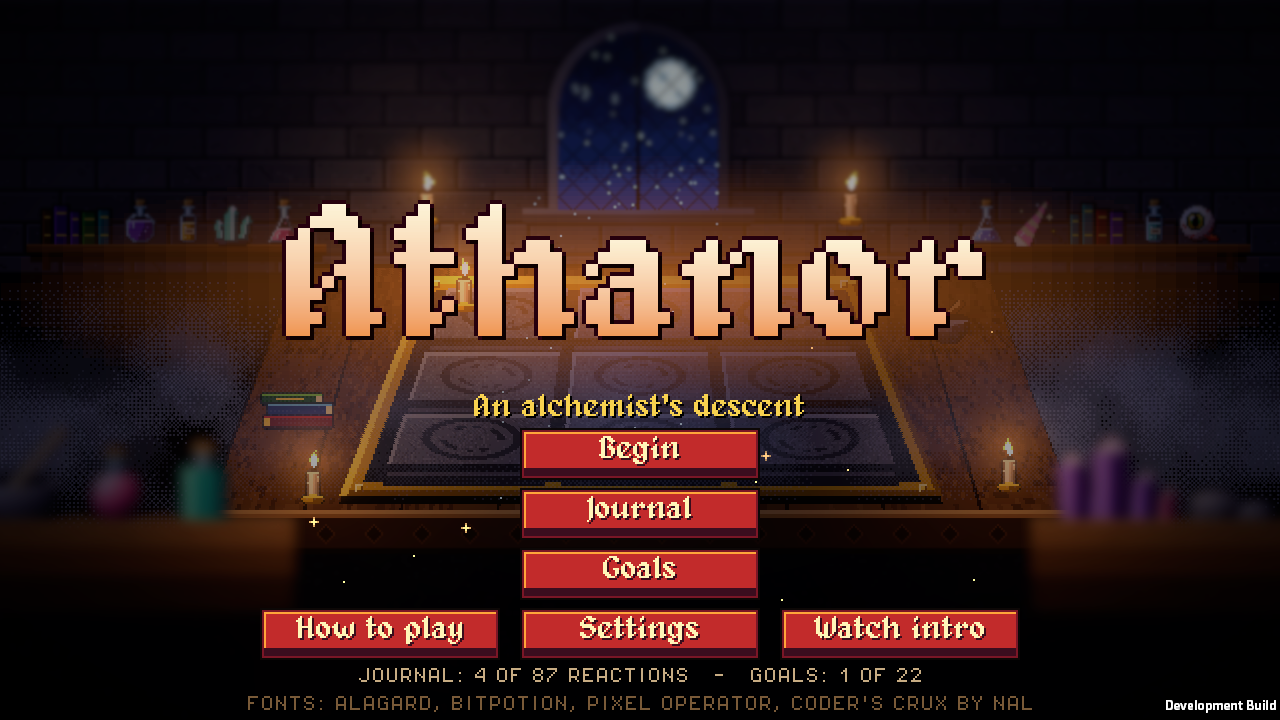 Athanor
An alchemist's descent
Begin
Journal
Goals
How to play
Settings
Watch intro
JOURNAL: 4 OF 87 REACTIONS - GOALS: 1 OF 22
FONTS: ALAGARD, BITPOTION, PIXEL OPERATOR, CODER'S CRUX BY NAL
Development Build